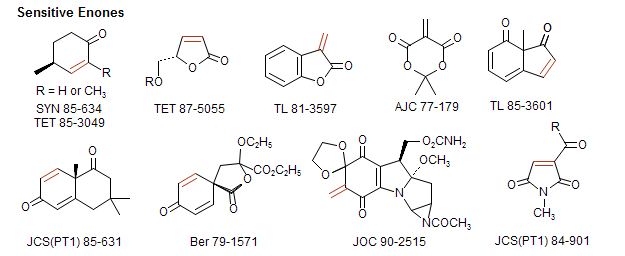 Sensitive Enones
O
R
R = H or CH3
SYN 85-634
TET 85-3049
O
O
RO
TET 87-5055
O
O
TL 81-3597
O
O
O
O
AJC 77-179
O
O
TL 85-3601
O
O
JCS(PT1) 85-631
OC2H5
CO2C2H5
O
O
O
Ber 79-1571
O
O
O
O
O2CNH2
OCH3
N
NCOCH3
JOC 90-2515
R
O
O
O
N
CH3
JCS(PT1) 84-901